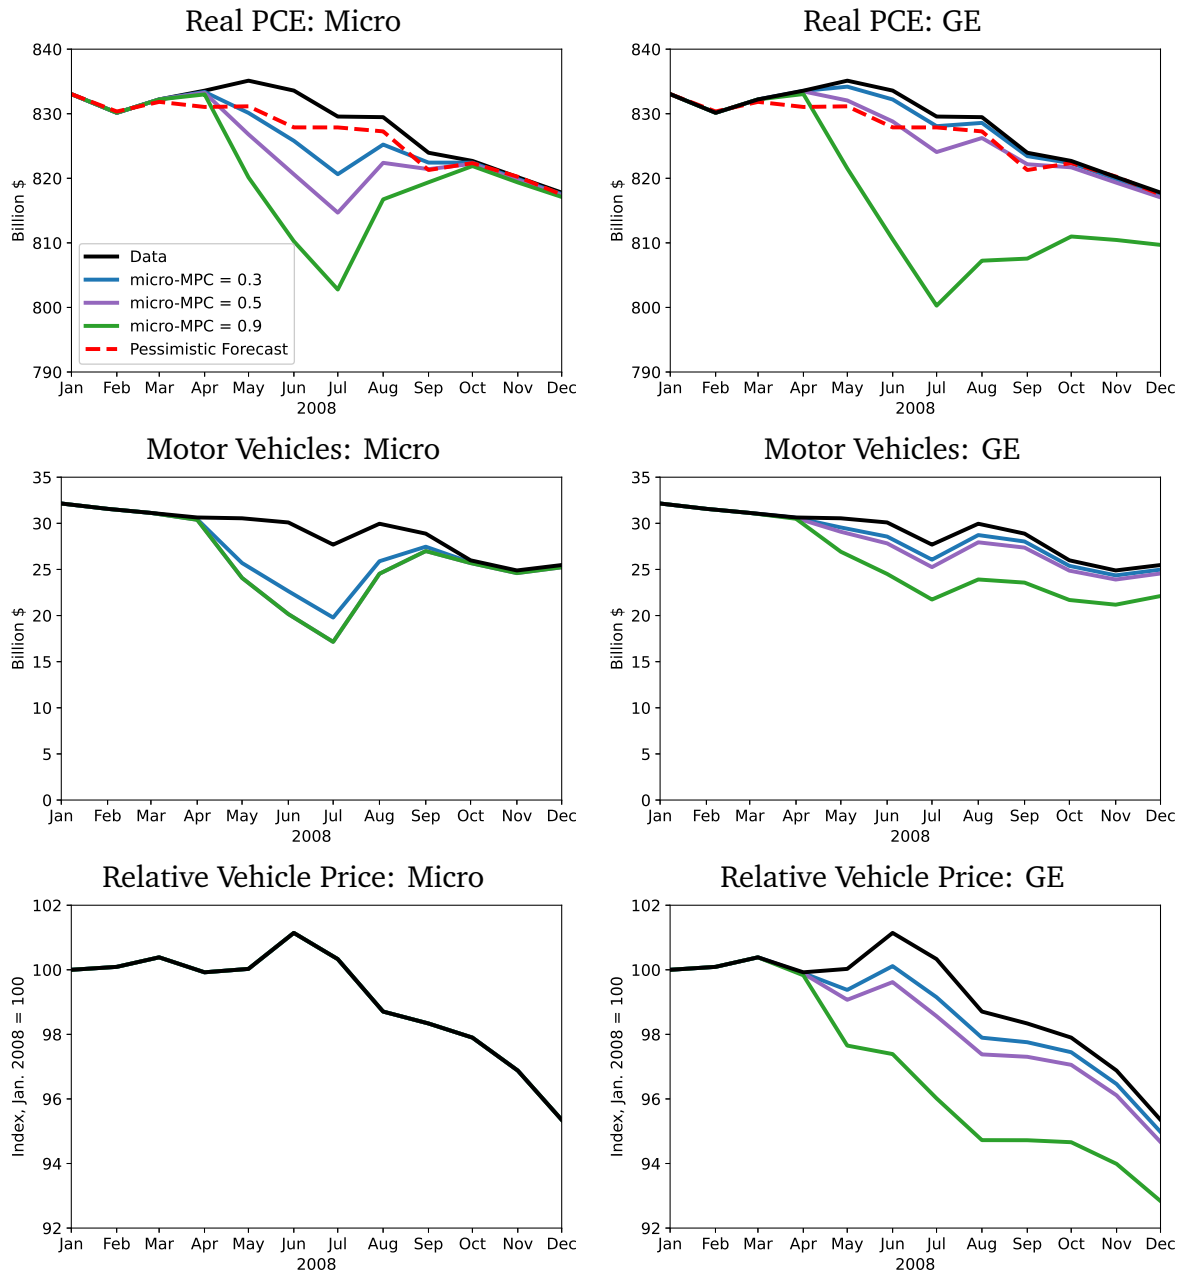 Real PCE: Micro
840
830
820
810
800
790
Billion $
Data
micro-MPC = 0.3
micro-MPC = 0.5
micro-MPC = 0.9
Pessimistic Forecast
Jan Feb Mar Apr May Jun Jul Aug Sep Oct Nov Dec
2008
Real PCE: GE
840
830
820
810
800
790
Billion $
Jan Feb Mar Apr May Jun Jul Aug Sep Oct Nov Dec
2008
Motor Vehicles: Micro
35
30
25
20
15
10
5
0
Billion $
Jan Feb Mar Apr May Jun Jul Aug Sep Oct Nov Dec
2008
Motor Vehicles: GE
35
30
25
20
15
10
5
0
Billion $
Jan Feb Mar Apr May Jun Jul Aug Sep Oct Nov Dec
2008
Relative Vehicle Price: Micro
102
100
98
96
94
92
Index, Jan. 2008 = 100
Jan Feb Mar Apr May Jun Jul Aug Sep Oct Nov Dec
2008
Relative Vehicle Price: GE
102
100
98
96
94
92
Index, Jan. 2008 = 100
Jan Feb Mar Apr May Jun Jul Aug Sep Oct Nov Dec
2008